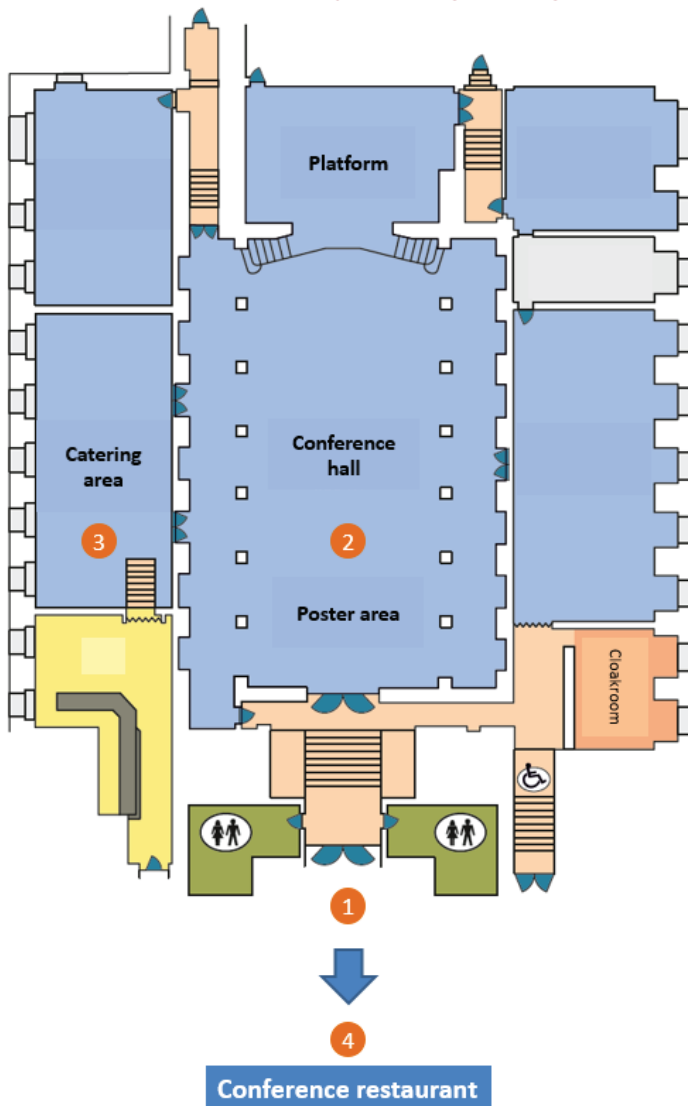 Platform
Catering
area
Conference
hall
3
2
Poster area
Cloakroom
1
4
Conference restaurant